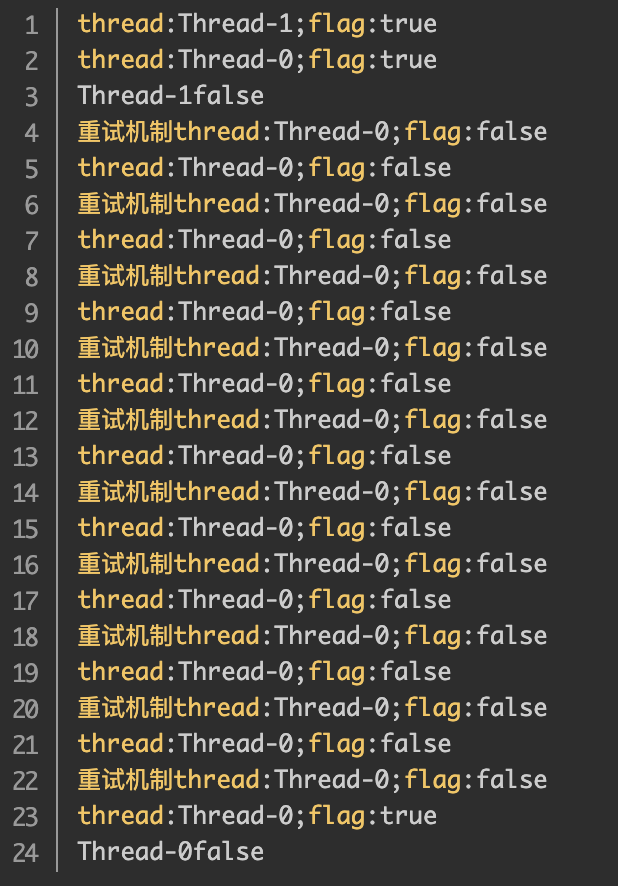 1 thread:Thread-1;flag:true
2 thread:Thread-0;flag:true
3 Thread-1false
4 重试机制thread:Thread-0;flag:false
5 thread:Thread-0;flag:false
6 重试机制thread:Thread-0;flag:false
7 thread:Thread-0;flag:false
8 重试机制thread:Thread-0;flag:false
9 thread:Thread-0;flag:false
10 重试机制thread:Thread-0;flag:false
11 thread:Thread-0;flag:false
12 重试机制thread:Thread-0;flag:false
13 thread:Thread-0;flag:false
14 重试机制thread:Thread-0;flag:false
15 thread:Thread-0;flag:false
16 重试机制thread:Thread-0;flag:false
17 thread:Thread-0;flag:false
18 重试机制thread:Thread-0;flag:false
19 thread:Thread-0;flag:false
20 重试机制thread:Thread-0;flag:false
21 thread:Thread-0;flag:false
22 重试机制thread:Thread-0;flag:false
23 thread:Thread-0;flag:true
24 Thread-0false